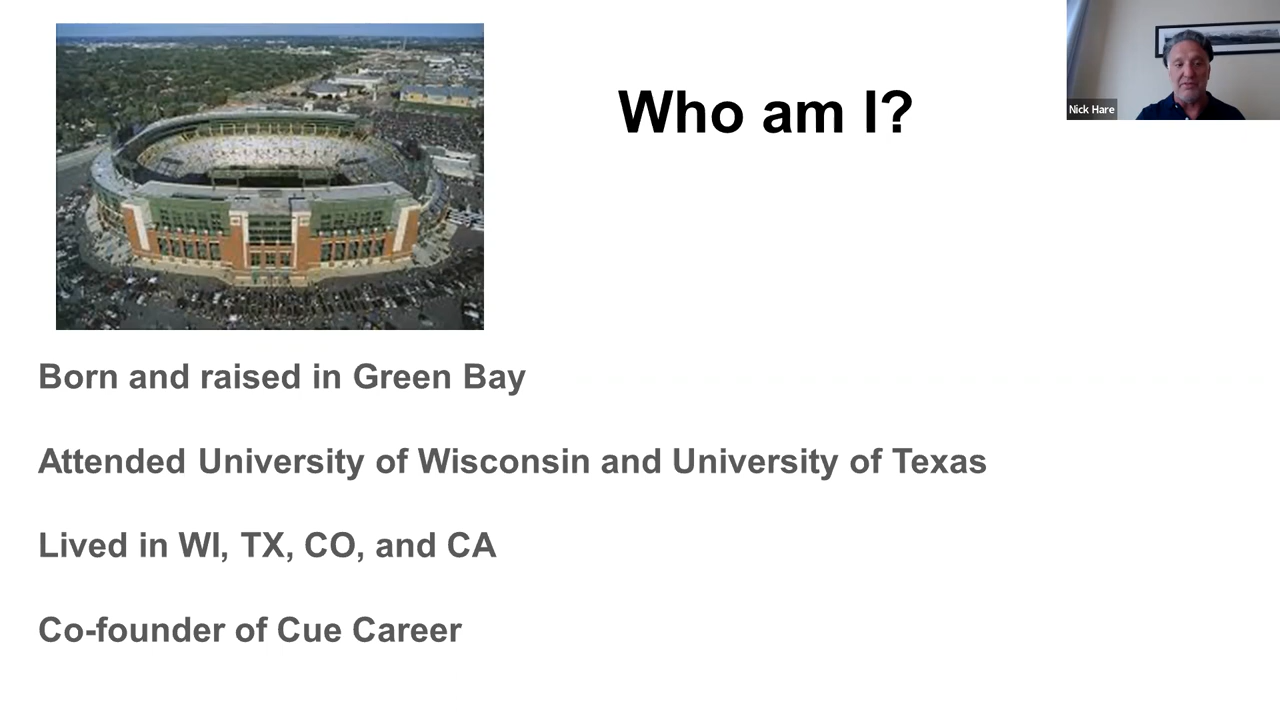 Who am I?
Nick Hare
Born and raised in Green Bay
Attended University of Wisconsin and University of Texas
Lived in WI, TX, CO, and CA
Co-founder of Cue Career